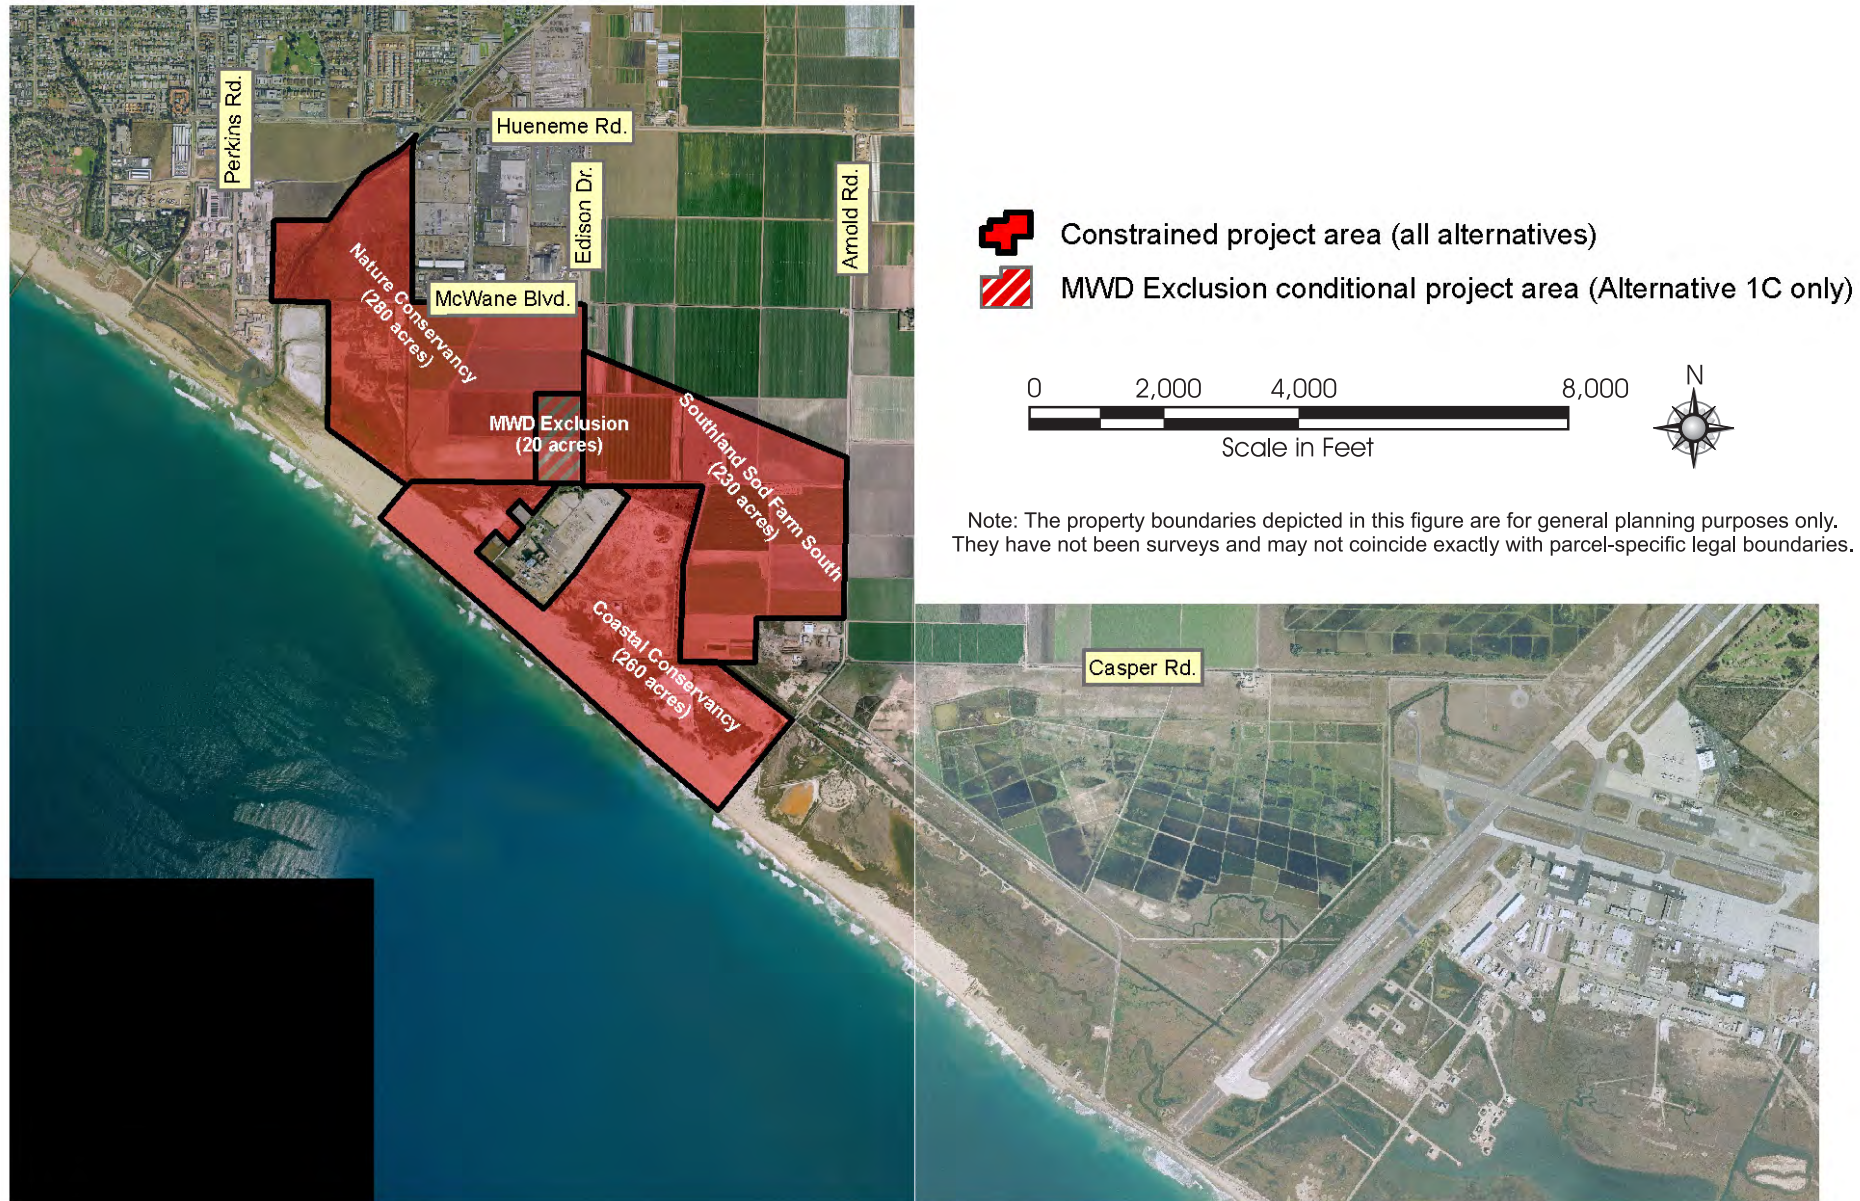 Perkins Rd.
Hueneme Rd.
Edison Dr.
Arnold Rd.
McWane Blvd.
Nature Conservancy
(280 acres)
MWD Exclusion
(20 acres)
Southland Sod Farm South
(230 acres)
Coastal Conservancy
(260 acres)
Constrained project area (all alternatives)
MWD Exclusion conditional project area (Alternative 1C only)
0 2,000 4,000 8,000
Scale in Feet
N
Note: The property boundaries depicted in this figure are for general planning purposes only.
They have not been surveys and may not coincide exactly with parcel-specific legal boundaries.
Casper Rd.